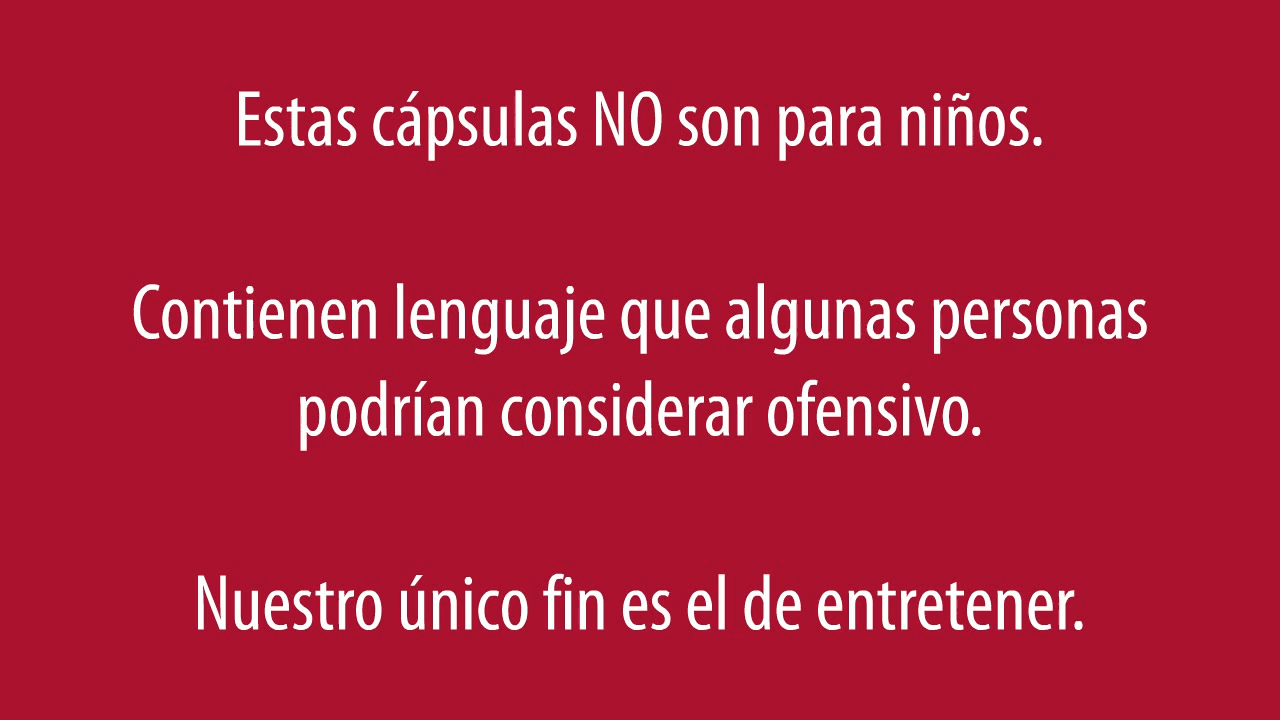 Estas cápsulas NO son para niños.
Contienen lenguaje que algunas personas
podrían considerar ofensivo.
Nuestro único fin es el de entretener.